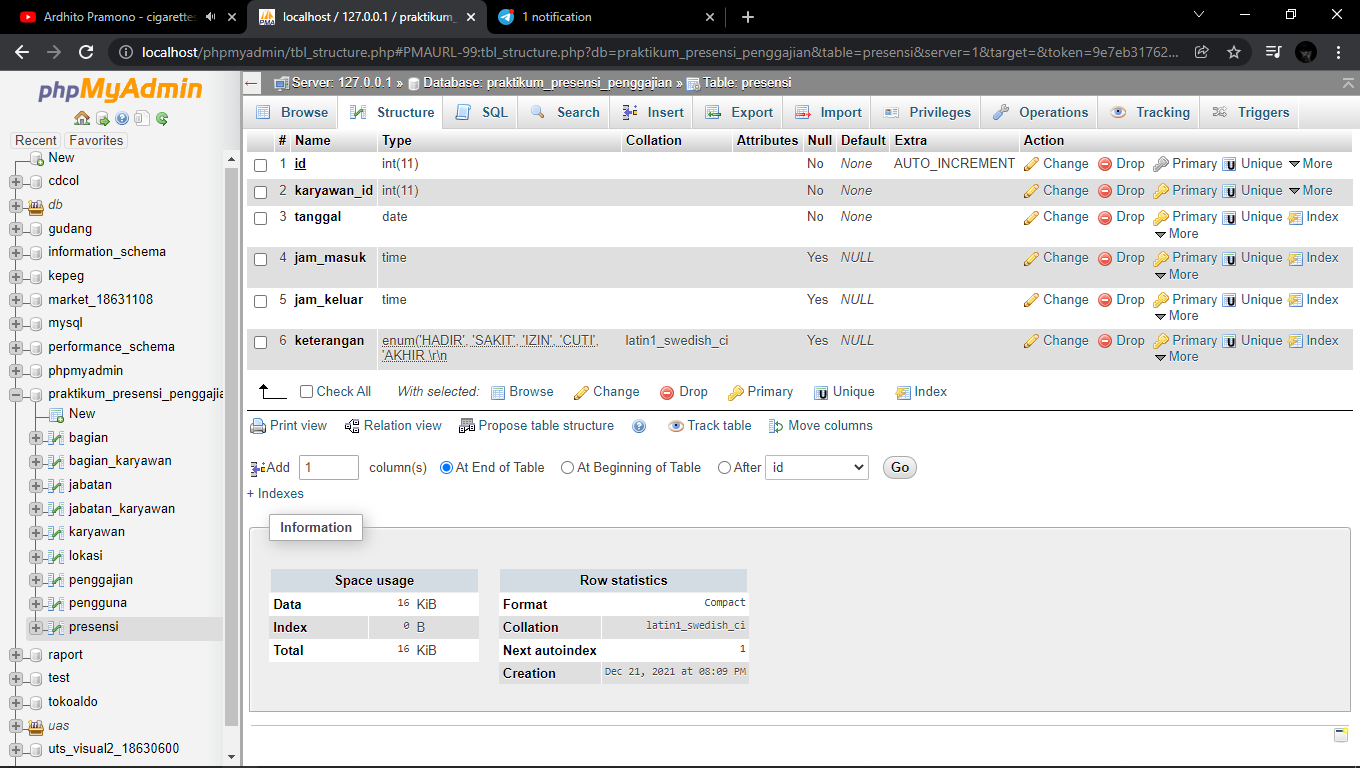 Ardhito Pramono - cigarettes
localhost / 127.0.0.1 / praktikum_
1 notification
localhost/phpmyadmin/tbl_structure.php#PMAURL-99:tbl_structure.php?db=praktikum_presensi_penggajian&table=presensi&server=1&target=&token=9e7eb31762...
phpMyAdmin
Recent Favorites
New
cdcol
db
gudang
information_schema
kepeg
market_18631108
mysql
performance_schema
phpmyadmin
praktikum_presensi_penggajia
New
bagian
bagian_karyawan
jabatan
jabatan_karyawan
karyawan
lokasi
penggajian
pengguna
presensi
raport
test
tokoaldo
uas
uts_visual2_18630600
Server: 127.0.0.1 » Database: praktikum_presensi_penggajian » Table: presensi
Browse Structure SQL Search Insert Export Import Privileges Operations Tracking Triggers
# Name Type Collation Attributes Null Default Extra Action
1 id int(11) No None AUTO_INCREMENT Change Drop Primary Unique More
2 karyawan_id int(11) No None Change Drop Primary Unique More
3 tanggal date No None Change Drop Primary Unique Index
More
4 jam_masuk time Yes NULL Change Drop Primary Unique Index
More
5 jam_keluar time Yes NULL Change Drop Primary Unique Index
More
6 keterangan enum('HADIR', 'SAKIT', 'IZIN', 'CUTI', latin1_swedish_ci Yes NULL Change Drop Primary Unique Index
'AKHIR \r\n More
Check All With selected: Browse Change Drop Primary Unique Index
Print view Relation view Propose table structure Track table Move columns
Add 1 column(s) At End of Table At Beginning of Table After id Go
+ Indexes
Information
Space usage
Data 16 KiB
Index 0 B
Total 16 KiB
Row statistics
Format Compact
Collation latin1_swedish_ci
Next autoindex 1
Creation Dec 21, 2021 at 08:09 PM